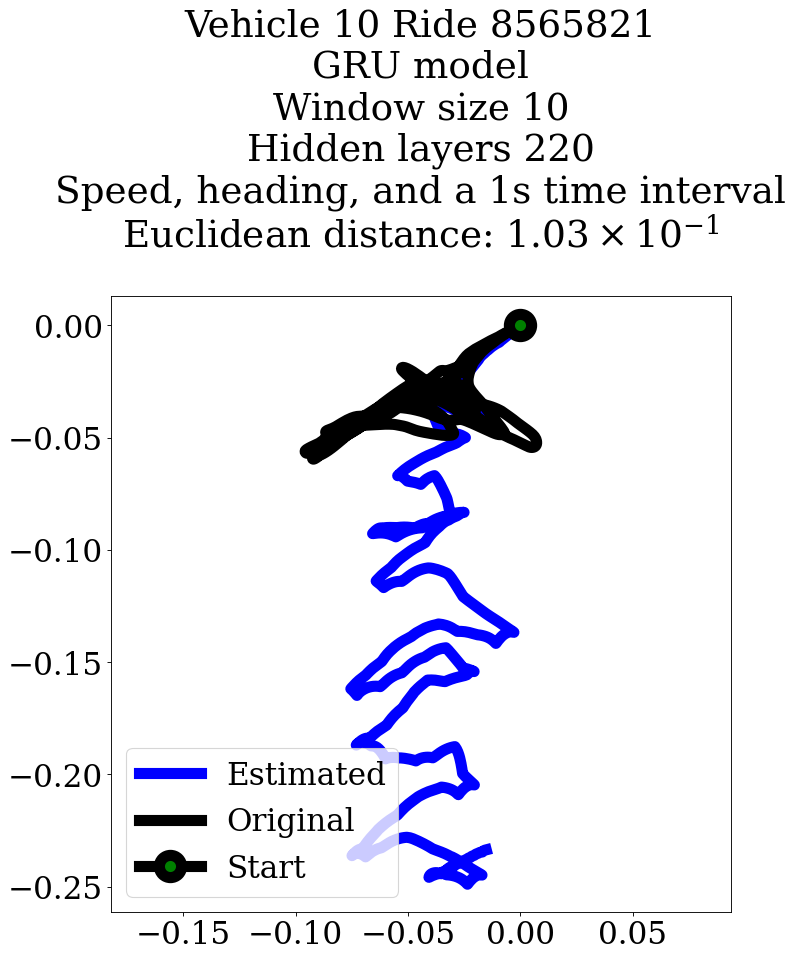 Vehicle 10 Ride 8565821
GRU model
Window size 10
Hidden layers 220
Speed, heading, and a 1s time interval
Euclidean distance: 1.03 × 10⁻¹
0.00
−0.05
−0.10
−0.15
−0.20
−0.25
Estimated
Original
Start
−0.15 −0.10 −0.05 0.00 0.05